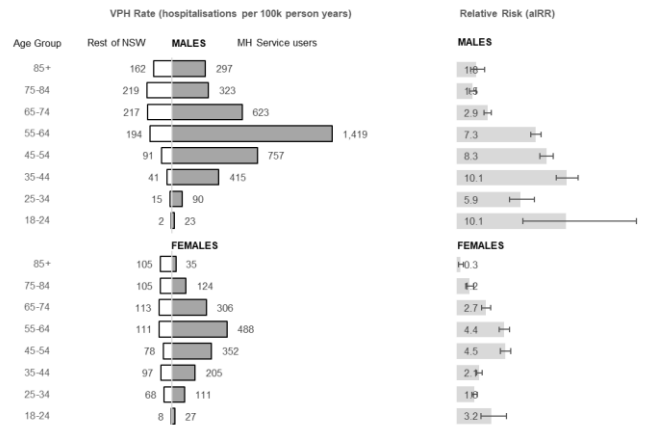 VPH Rate (hospitalisations per 100k person years) Relative Risk (aIRR)
Age Group Rest of NSW MALES MH Service users MALES
85+ 162 297
75-84 219 323
65-74 217 623 2.9
55-64 194 1,419 7.3
45-54 91 757 8.3
35-44 41 415 10.1
25-34 15 90 5.9
18-24 2 23 10.1
FEMALES FEMALES
85+ 105 35 0.3
75-84 105 124
65-74 113 306 2.7
55-64 111 488 4.4
45-54 78 352 4.5
35-44 97 205 2.1
25-34 68 111
18-24 8 27 3.2